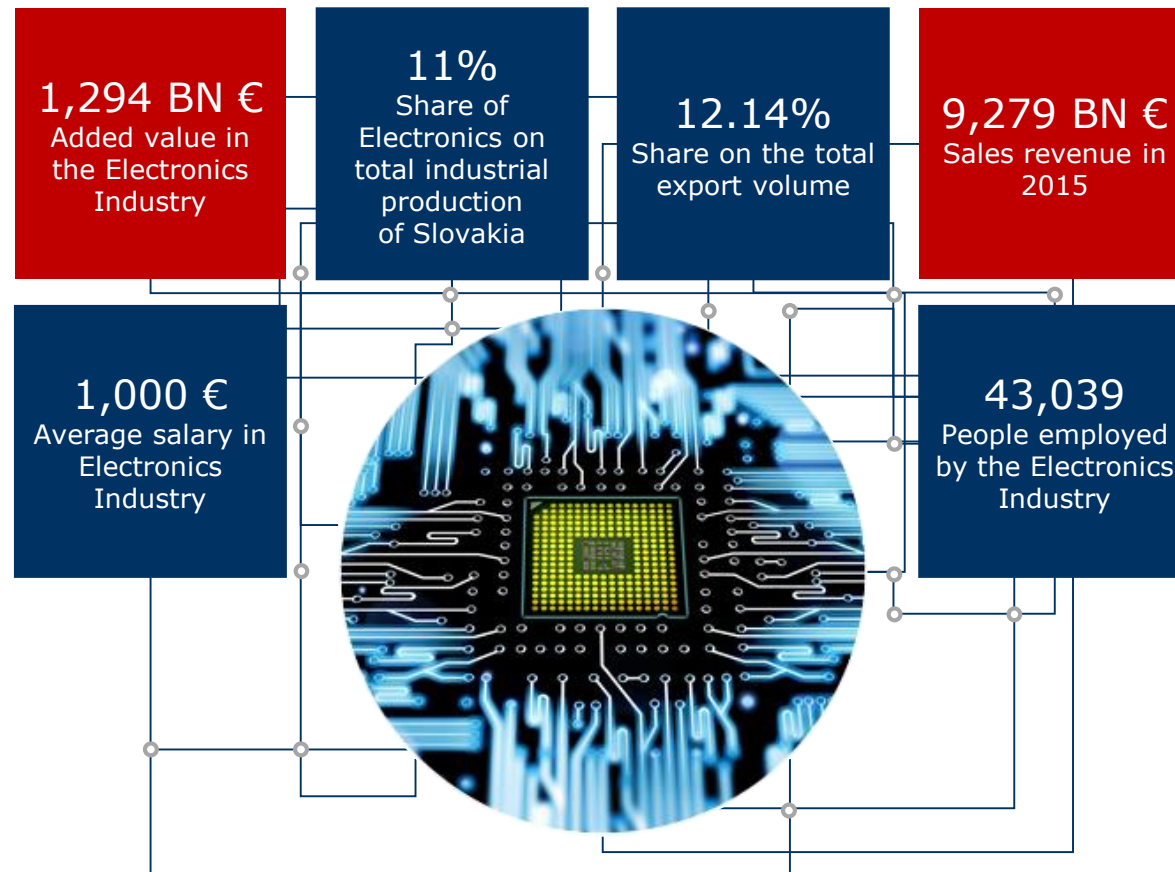 1,294 BN €
Added value in
the Electronics
Industry
11%
Share of
Electronics on
total industrial
production
of Slovakia
12.14%
Share on the total
export volume
9,279 BN €
Sales revenue in
2015
1,000 €
Average salary in
Electronics
Industry
43,039
People employed
by the Electronics
Industry